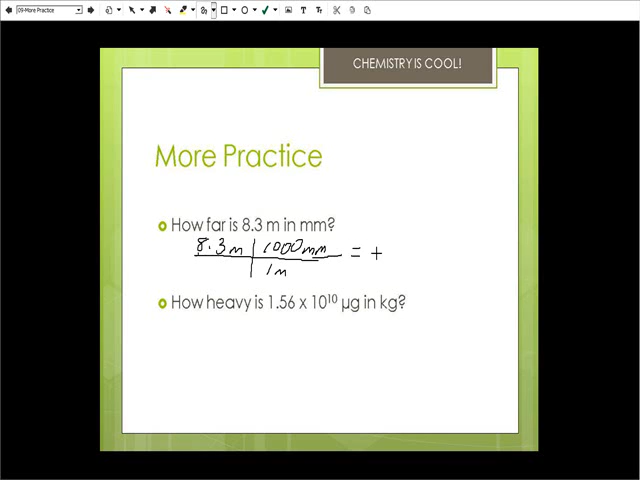 09-More Practice
CHEMISTRY IS COOL!
More Practice
How far is 8.3 m in mm?
8.3 m | 1000 mm =
1 m
How heavy is 1.56 x 10¹⁰ µg in kg?